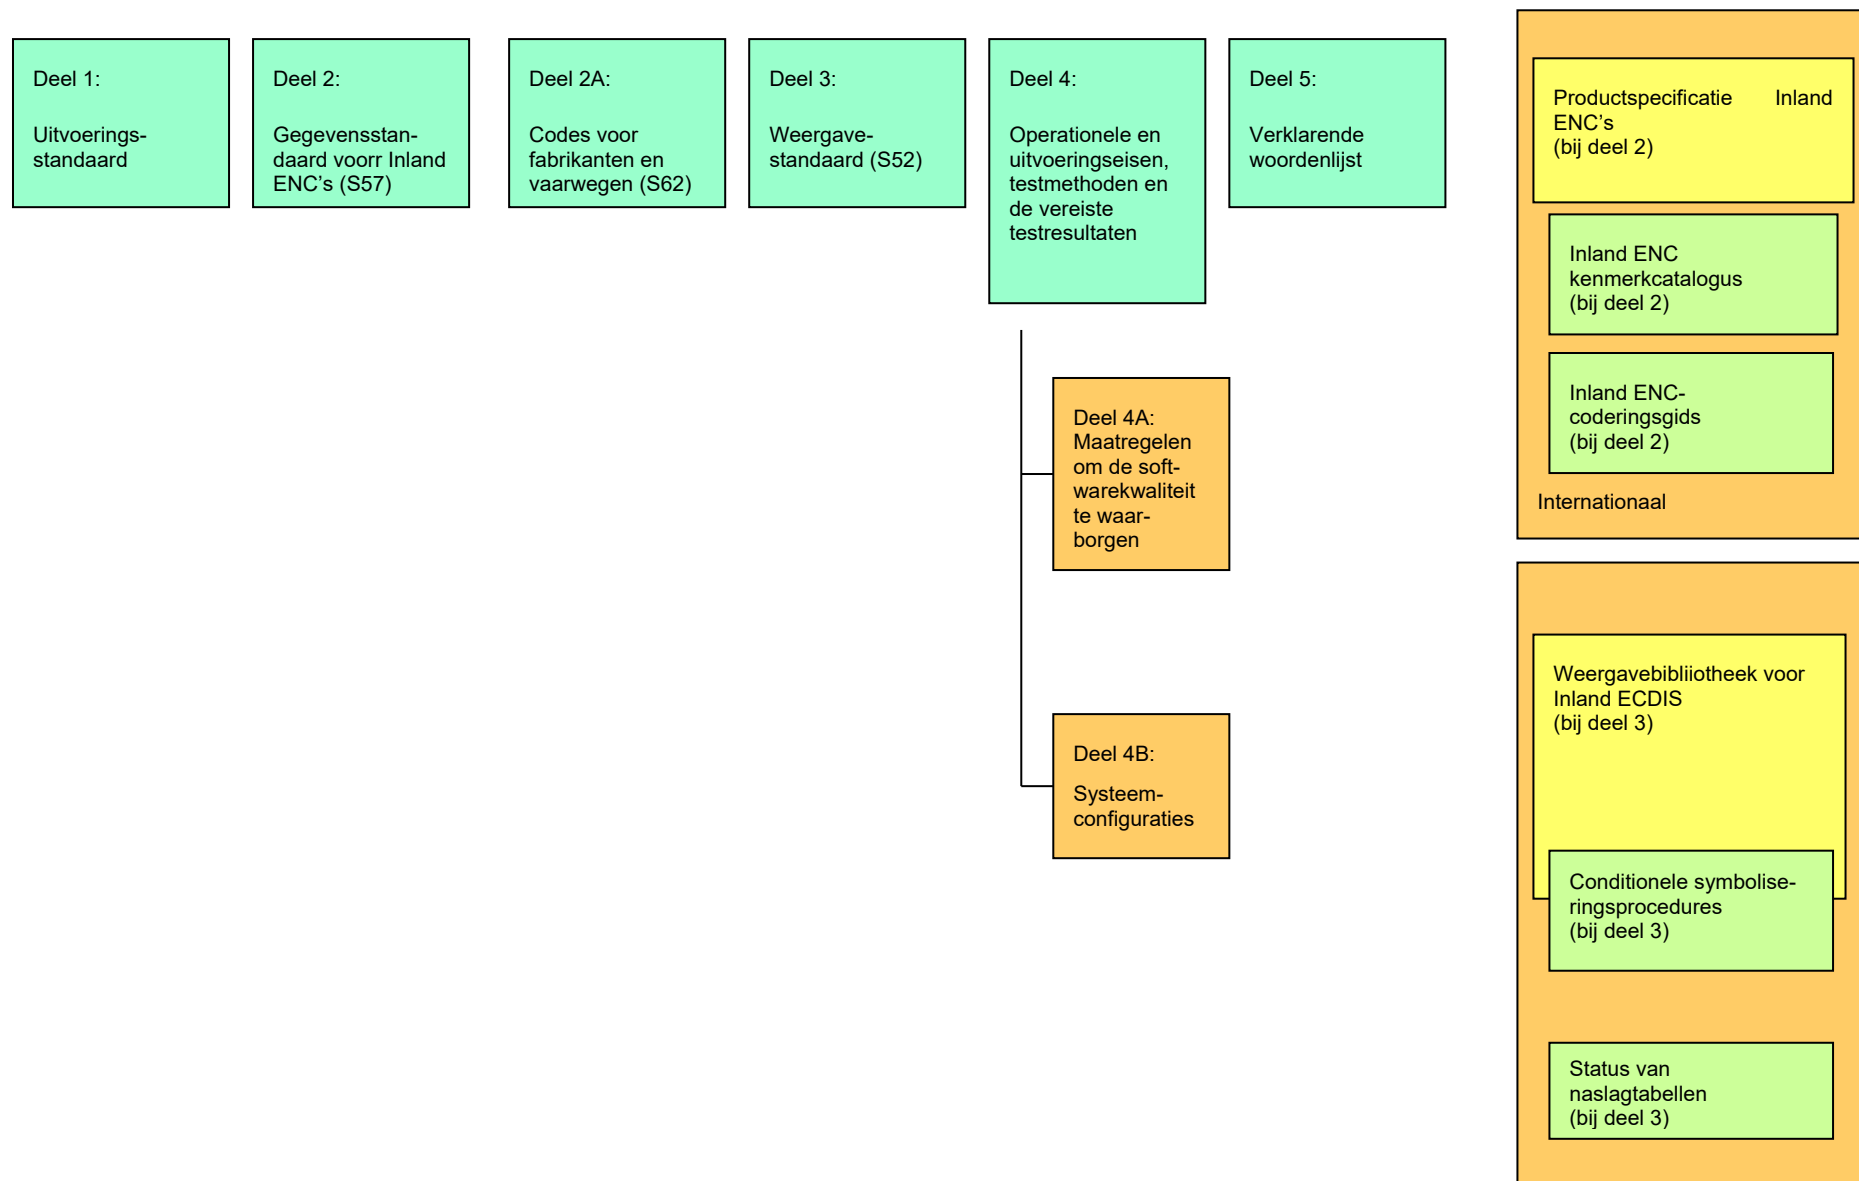 Deel 1:
Uitvoerings-
standaard
Deel 2:
Gegevensstan-
daard voorr Inland
ENC's (S57)
Deel 2A:
Codes voor
fabrikanten en
vaarwegen (S62)
Deel 3:
Weergave-
standaard (S52)
Deel 4:
Operationele en
uitvoeringseisen,
testmethoden en
de vereiste
testresultaten
Deel 5:
Verklarende
woordenlijst
Deel 4A:
Maatregelen
om de soft-
warekwaliteit
te waar-
borgen
Deel 4B:
Systeem-
configuraties
Productspecificatie Inland
ENC’s
(bij deel 2)
Inland ENC
kenmerkcatalogus
(bij deel 2)
Inland ENC-
coderingsgids
(bij deel 2)
Internationaal
Weergavebibliiotheek voor
Inland ECDIS
(bij deel 3)
Conditionele symbolise-
ringsprocedures
(bij deel 3)
Status van
naslagtabellen
(bij deel 3)